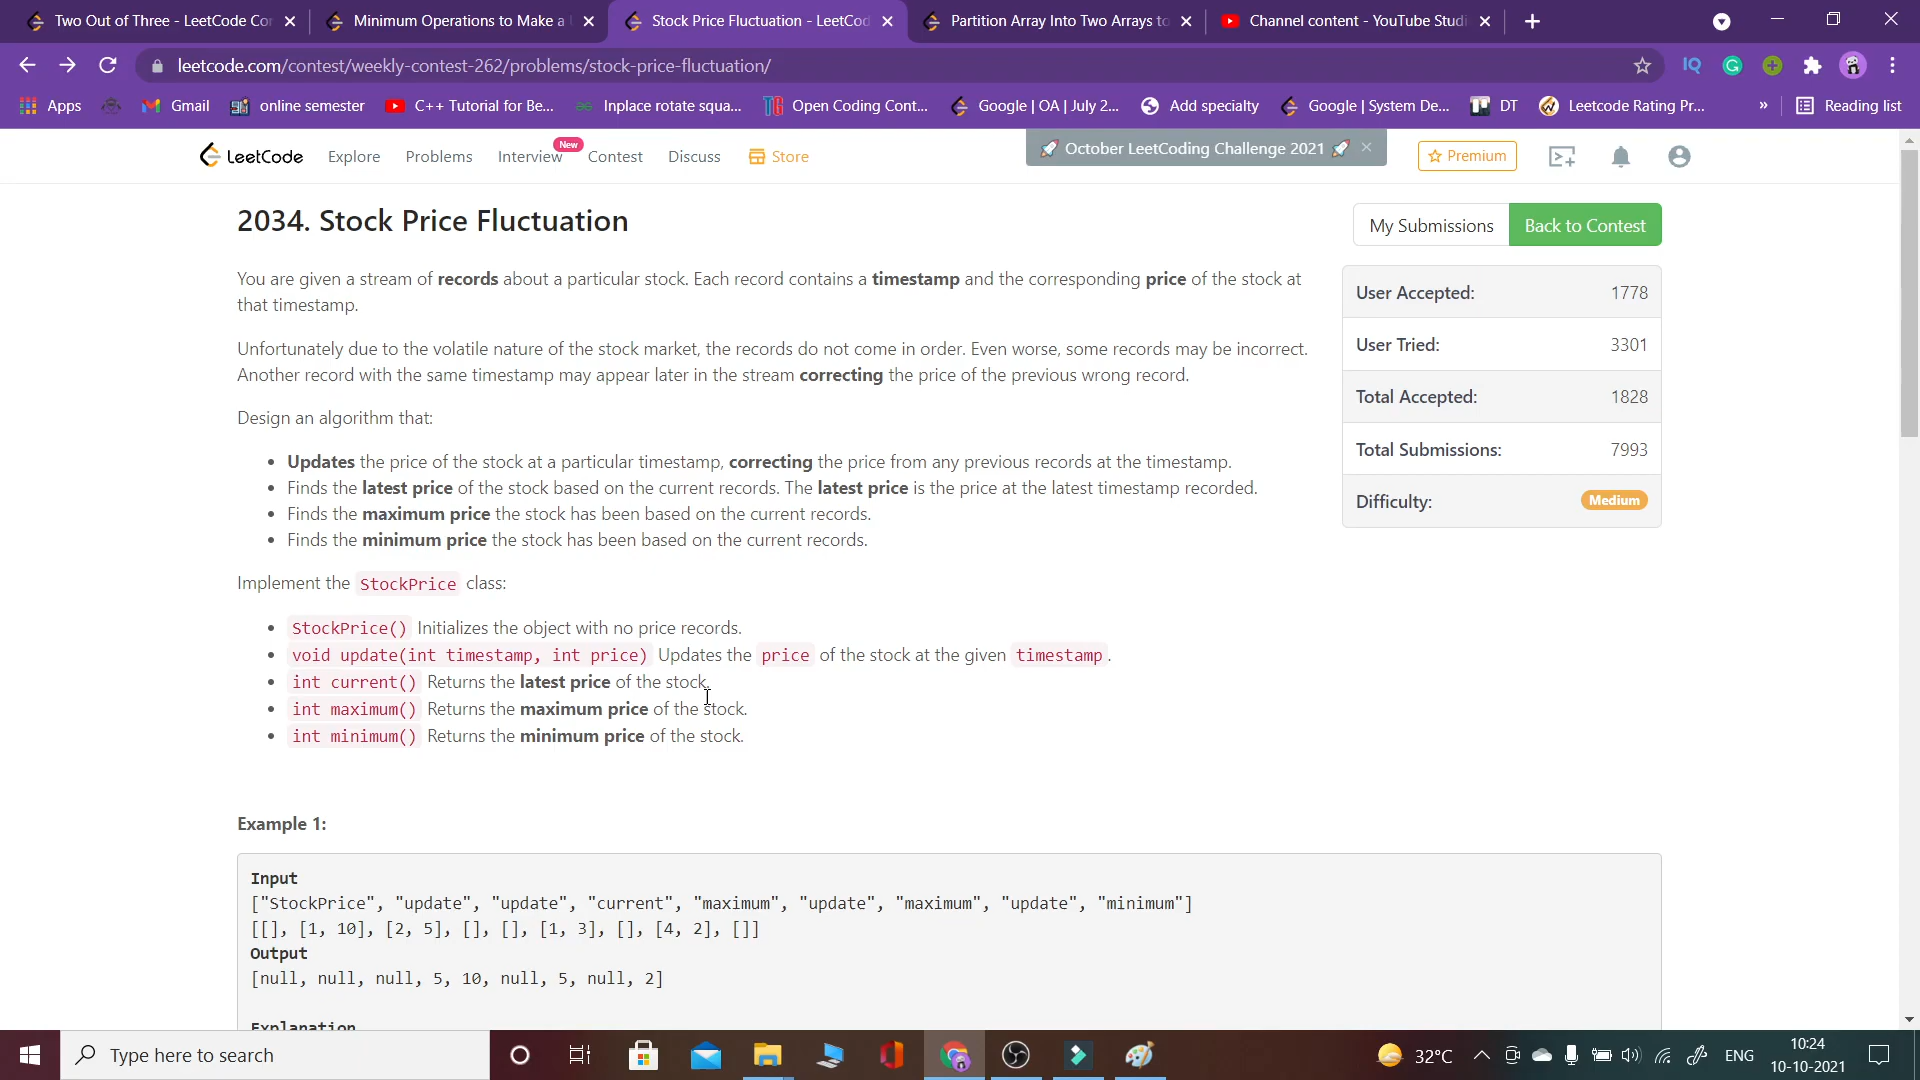 Two Out of Three - LeetCode Co
Minimum Operations to Make a
Stock Price Fluctuation - LeetCod
Partition Array Into Two Arrays to
Channel content - YouTube Studi
leetcode.com/contest/weekly-contest-262/problems/stock-price-fluctuation/
IQ
Apps
Gmail
online semester
C++ Tutorial for Be...
Inplace rotate squa...
Open Coding Cont...
Google | OA | July 2...
Add specialty
Google | System De...
DT
Leetcode Rating Pr...
»
Reading list
LeetCode
Explore
Problems
Interview
New
Contest
Discuss
Store
🚀 October LeetCoding Challenge 2021 🚀
Premium
2034. Stock Price Fluctuation
My Submissions
Back to Contest
You are given a stream of records about a particular stock. Each record contains a timestamp and the corresponding price of the stock at
that timestamp.
Unfortunately due to the volatile nature of the stock market, the records do not come in order. Even worse, some records may be incorrect.
Another record with the same timestamp may appear later in the stream correcting the price of the previous wrong record.
Design an algorithm that:
• Updates the price of the stock at a particular timestamp, correcting the price from any previous records at the timestamp.
• Finds the latest price of the stock based on the current records. The latest price is the price at the latest timestamp recorded.
• Finds the maximum price the stock has been based on the current records.
• Finds the minimum price the stock has been based on the current records.
Implement the StockPrice class:
• StockPrice() Initializes the object with no price records.
• void update(int timestamp, int price) Updates the price of the stock at the given timestamp.
• int current() Returns the latest price of the stock.
• int maximum() Returns the maximum price of the stock.
• int minimum() Returns the minimum price of the stock.
User Accepted: 1778
User Tried: 3301
Total Accepted: 1828
Total Submissions: 7993
Difficulty: Medium
Example 1:
Input
["StockPrice", "update", "update", "current", "maximum", "update", "maximum", "update", "minimum"]
[[], [1, 10], [2, 5], [], [], [1, 3], [], [4, 2], []]
Output
[null, null, null, 5, 10, null, 5, null, 2]
Explanation
Type here to search
32°C
ENG
10:24
10-10-2021